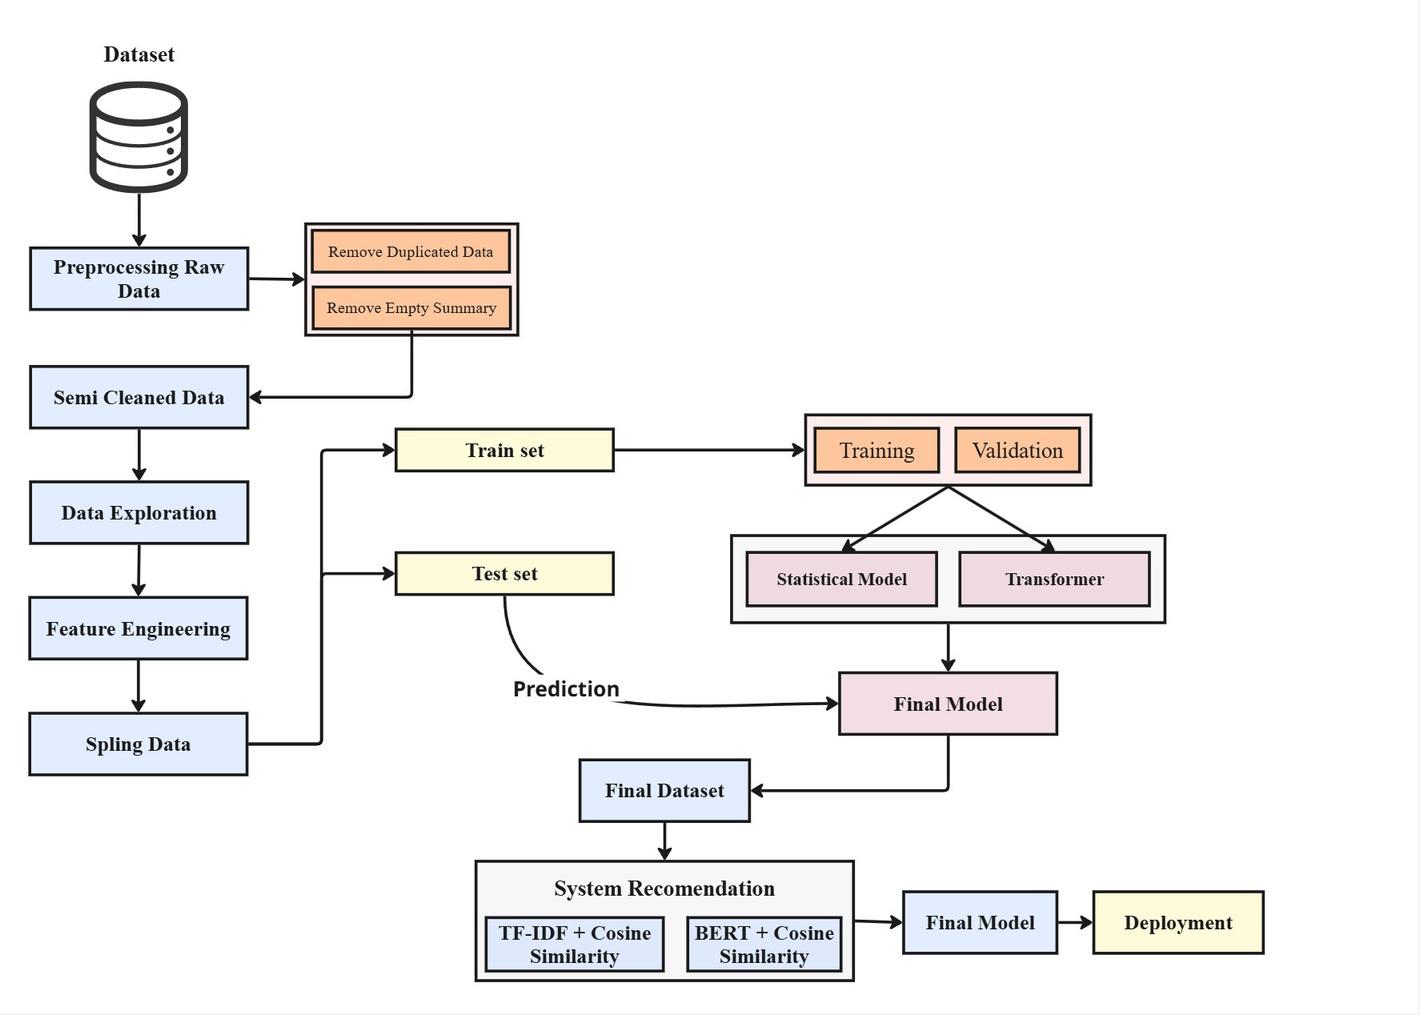 Dataset
Preprocessing Raw
Data
Remove Duplicated Data
Remove Empty Summary
Semi Cleaned Data
Data Exploration
Feature Engineering
Spling Data
Train set
Test set
Training
Validation
Statistical Model
Transformer
Prediction
Final Model
Final Dataset
System Recomendation
TF-IDF + Cosine
Similarity
BERT + Cosine
Similarity
Final Model
Deployment